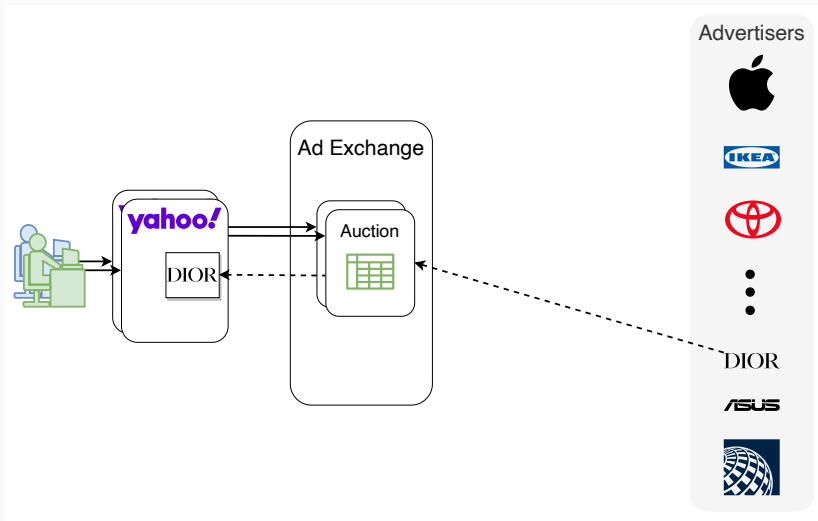 Advertisers
Ad Exchange
IKEA
yahoo!
Auction
DIOR
DIOR
ASUS